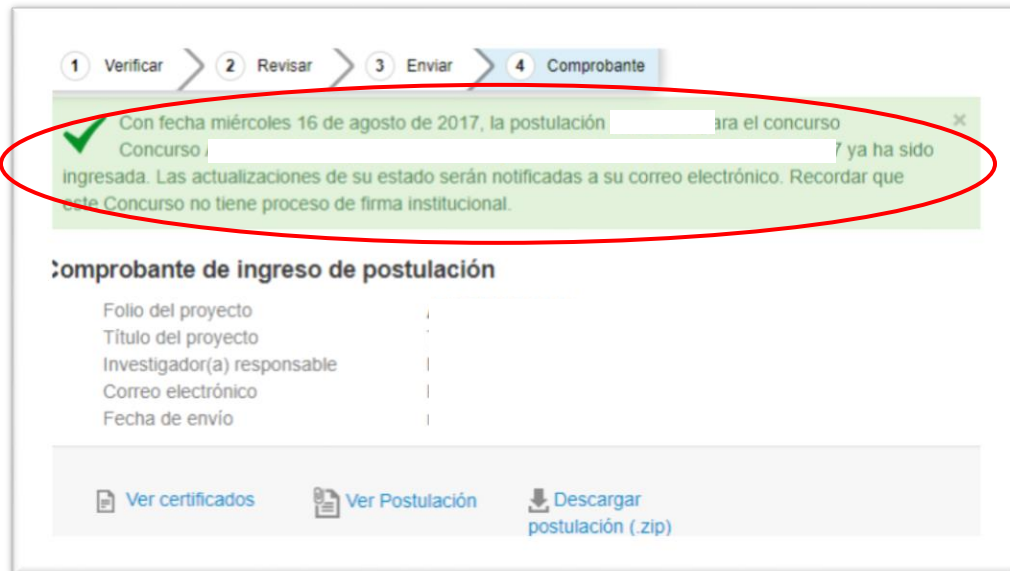 1 Verificar 2 Revisar 3 Enviar 4 Comprobante
Con fecha miércoles 16 de agosto de 2017, la postulación ara el concurso
Concurso 7 ya ha sido
ingresada. Las actualizaciones de su estado serán notificadas a su correo electrónico. Recordar que
este Concurso no tiene proceso de firma institucional.
Comprobante de ingreso de postulación
Folio del proyecto
Título del proyecto
Investigador(a) responsable
Correo electrónico
Fecha de envío
Ver certificados Ver Postulación Descargar
postulación (.zip)